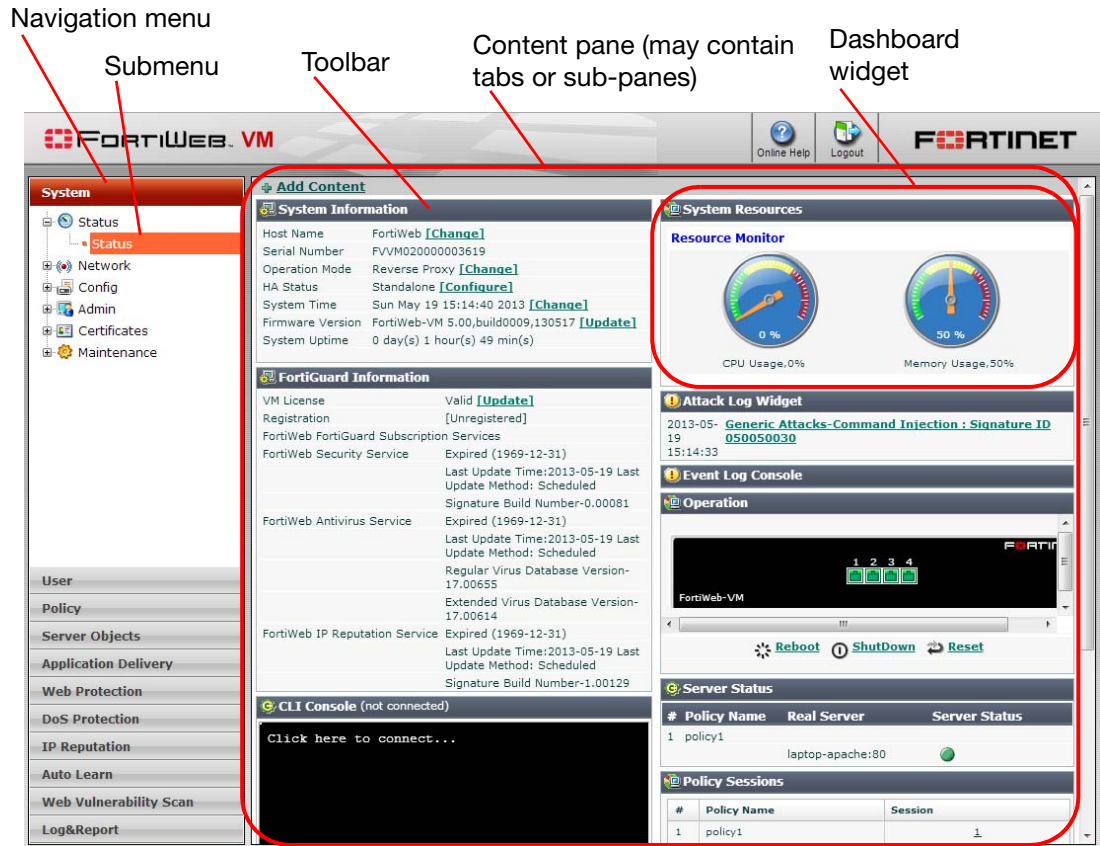 Navigation menu
Submenu
Toolbar
Content pane (may contain
tabs or sub-panes)
Dashboard
widget
FORTIWEB VM
Online Help
Logout
FORTINET
System
Status
Status
Network
Config
Admin
Certificates
Maintenance
User
Policy
Server Objects
Application Delivery
Web Protection
DoS Protection
IP Reputation
Auto Learn
Web Vulnerability Scan
Log&Report
Add Content
System Information
Host Name FortiWeb [Change]
Serial Number FVVM020000003619
Operation Mode Reverse Proxy [Change]
HA Status Standalone [Configure]
System Time Sun May 19 15:14:40 2013 [Change]
Firmware Version FortiWeb-VM 5.00,build0009,130517 [Update]
System Uptime 0 day(s) 1 hour(s) 49 min(s)
FortiGuard Information
VM License Valid [Update]
Registration [Unregistered]
FortiWeb FortiGuard Subscription Services
FortiWeb Security Service Expired (1969-12-31)
Last Update Time:2013-05-19 Last
Update Method: Scheduled
Signature Build Number-0.00081
FortiWeb Antivirus Service Expired (1969-12-31)
Last Update Time:2013-05-19 Last
Update Method: Scheduled
Regular Virus Database Version-
17.00655
Extended Virus Database Version-
17.00614
FortiWeb IP Reputation Service Expired (1969-12-31)
Last Update Time:2013-05-19 Last
Update Method: Scheduled
Signature Build Number-1.00129
CLI Console (not connected)
Click here to connect...
System Resources
Resource Monitor
0 %
50 %
CPU Usage,0%
Memory Usage,50%
Attack Log Widget
2013-05- Generic Attacks-Command Injection : Signature ID
19 050050030
15:14:33
Event Log Console
Operation
1 2 3 4
FortiWeb-VM
Reboot ShutDown Reset
Server Status
# Policy Name Real Server Server Status
1 policy1
laptop-apache:80
Policy Sessions
# Policy Name Session
1 policy1 1